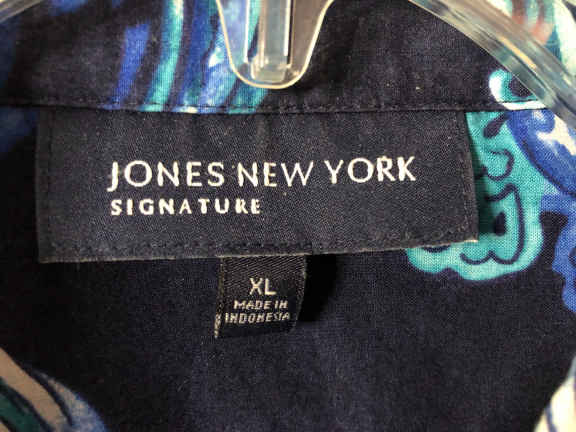 JONES NEW YORK
SIGNATURE
XL
MADE IN
INDONESIA